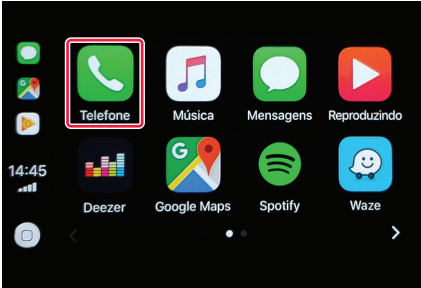 Telefone
Música
Mensagens
Reproduzindo
14:45
Deezer
G
Google Maps
Spotify
Waze